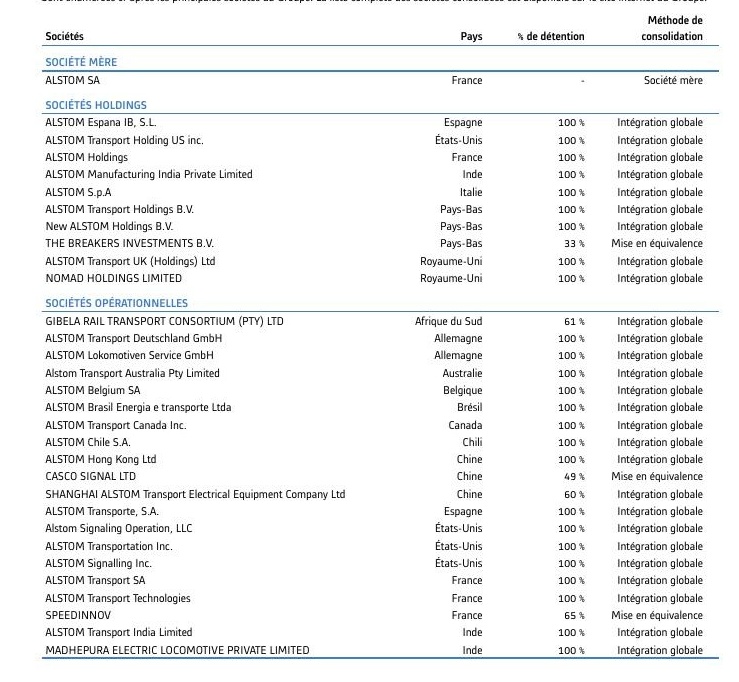 Méthode de
Sociétés Pays % de détention consolidation
SOCIÉTÉ MÈRE
ALSTOM SA France - Société mère
SOCIÉTÉS HOLDINGS
ALSTOM Espana IB, S.L. Espagne 100 % Intégration globale
ALSTOM Transport Holding US inc. États-Unis 100 % Intégration globale
ALSTOM Holdings France 100 % Intégration globale
ALSTOM Manufacturing India Private Limited Inde 100 % Intégration globale
ALSTOM S.p.A Italie 100 % Intégration globale
ALSTOM Transport Holdings B.V. Pays-Bas 100 % Intégration globale
New ALSTOM Holdings B.V. Pays-Bas 100 % Intégration globale
THE BREAKERS INVESTMENTS B.V. Pays-Bas 33 % Mise en équivalence
ALSTOM Transport UK (Holdings) Ltd Royaume-Uni 100 % Intégration globale
NOMAD HOLDINGS LIMITED Royaume-Uni 100 % Intégration globale
SOCIÉTÉS OPÉRATIONNELLES
GIBELA RAIL TRANSPORT CONSORTIUM (PTY) LTD Afrique du Sud 61 % Intégration globale
ALSTOM Transport Deutschland GmbH Allemagne 100 % Intégration globale
ALSTOM Lokomotiven Service GmbH Allemagne 100 % Intégration globale
Alstom Transport Australia Pty Limited Australie 100 % Intégration globale
ALSTOM Belgium SA Belgique 100 % Intégration globale
ALSTOM Brasil Energia e transporte Ltda Brésil 100 % Intégration globale
ALSTOM Transport Canada Inc. Canada 100 % Intégration globale
ALSTOM Chile S.A. Chili 100 % Intégration globale
ALSTOM Hong Kong Ltd Chine 100 % Intégration globale
CASCO SIGNAL LTD Chine 49 % Mise en équivalence
SHANGHAI ALSTOM Transport Electrical Equipment Company Ltd Chine 60 % Intégration globale
ALSTOM Transporte, S.A. Espagne 100 % Intégration globale
Alstom Signaling Operation, LLC États-Unis 100 % Intégration globale
ALSTOM Transportation Inc. États-Unis 100 % Intégration globale
ALSTOM Signalling Inc. États-Unis 100 % Intégration globale
ALSTOM Transport SA France 100 % Intégration globale
ALSTOM Transport Technologies France 100 % Intégration globale
SPEEDINNOV France 65 % Mise en équivalence
ALSTOM Transport India Limited Inde 100 % Intégration globale
MADHEPURA ELECTRIC LOCOMOTIVE PRIVATE LIMITED Inde 100 % Intégration globale